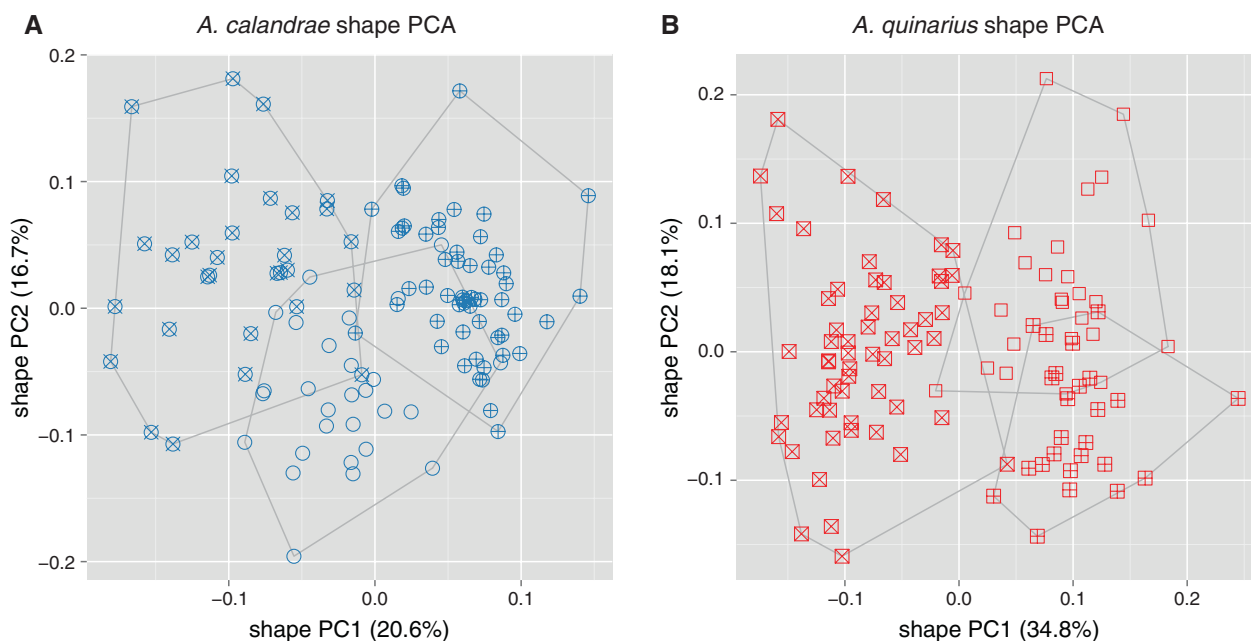 A
A. calandrae shape PCA
0.2
0.1
0.0
−0.1
−0.2
shape PC2 (16.7%)
−0.1
0.0
0.1
shape PC1 (20.6%)
B
A. quinarius shape PCA
0.2
0.1
0.0
−0.1
shape PC2 (18.1%)
−0.1
0.0
0.1
0.2
shape PC1 (34.8%)